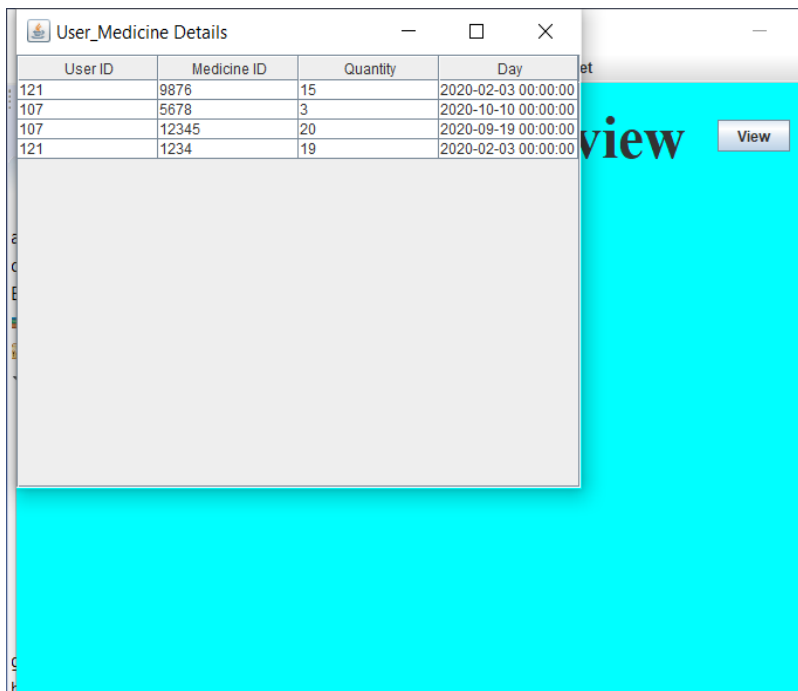 User_Medicine Details
User ID Medicine ID Quantity Day
121 9876 15 2020-02-03 00:00:00
107 5678 3 2020-10-10 00:00:00
107 12345 20 2020-09-19 00:00:00
121 1234 19 2020-02-03 00:00:00
et
view
View